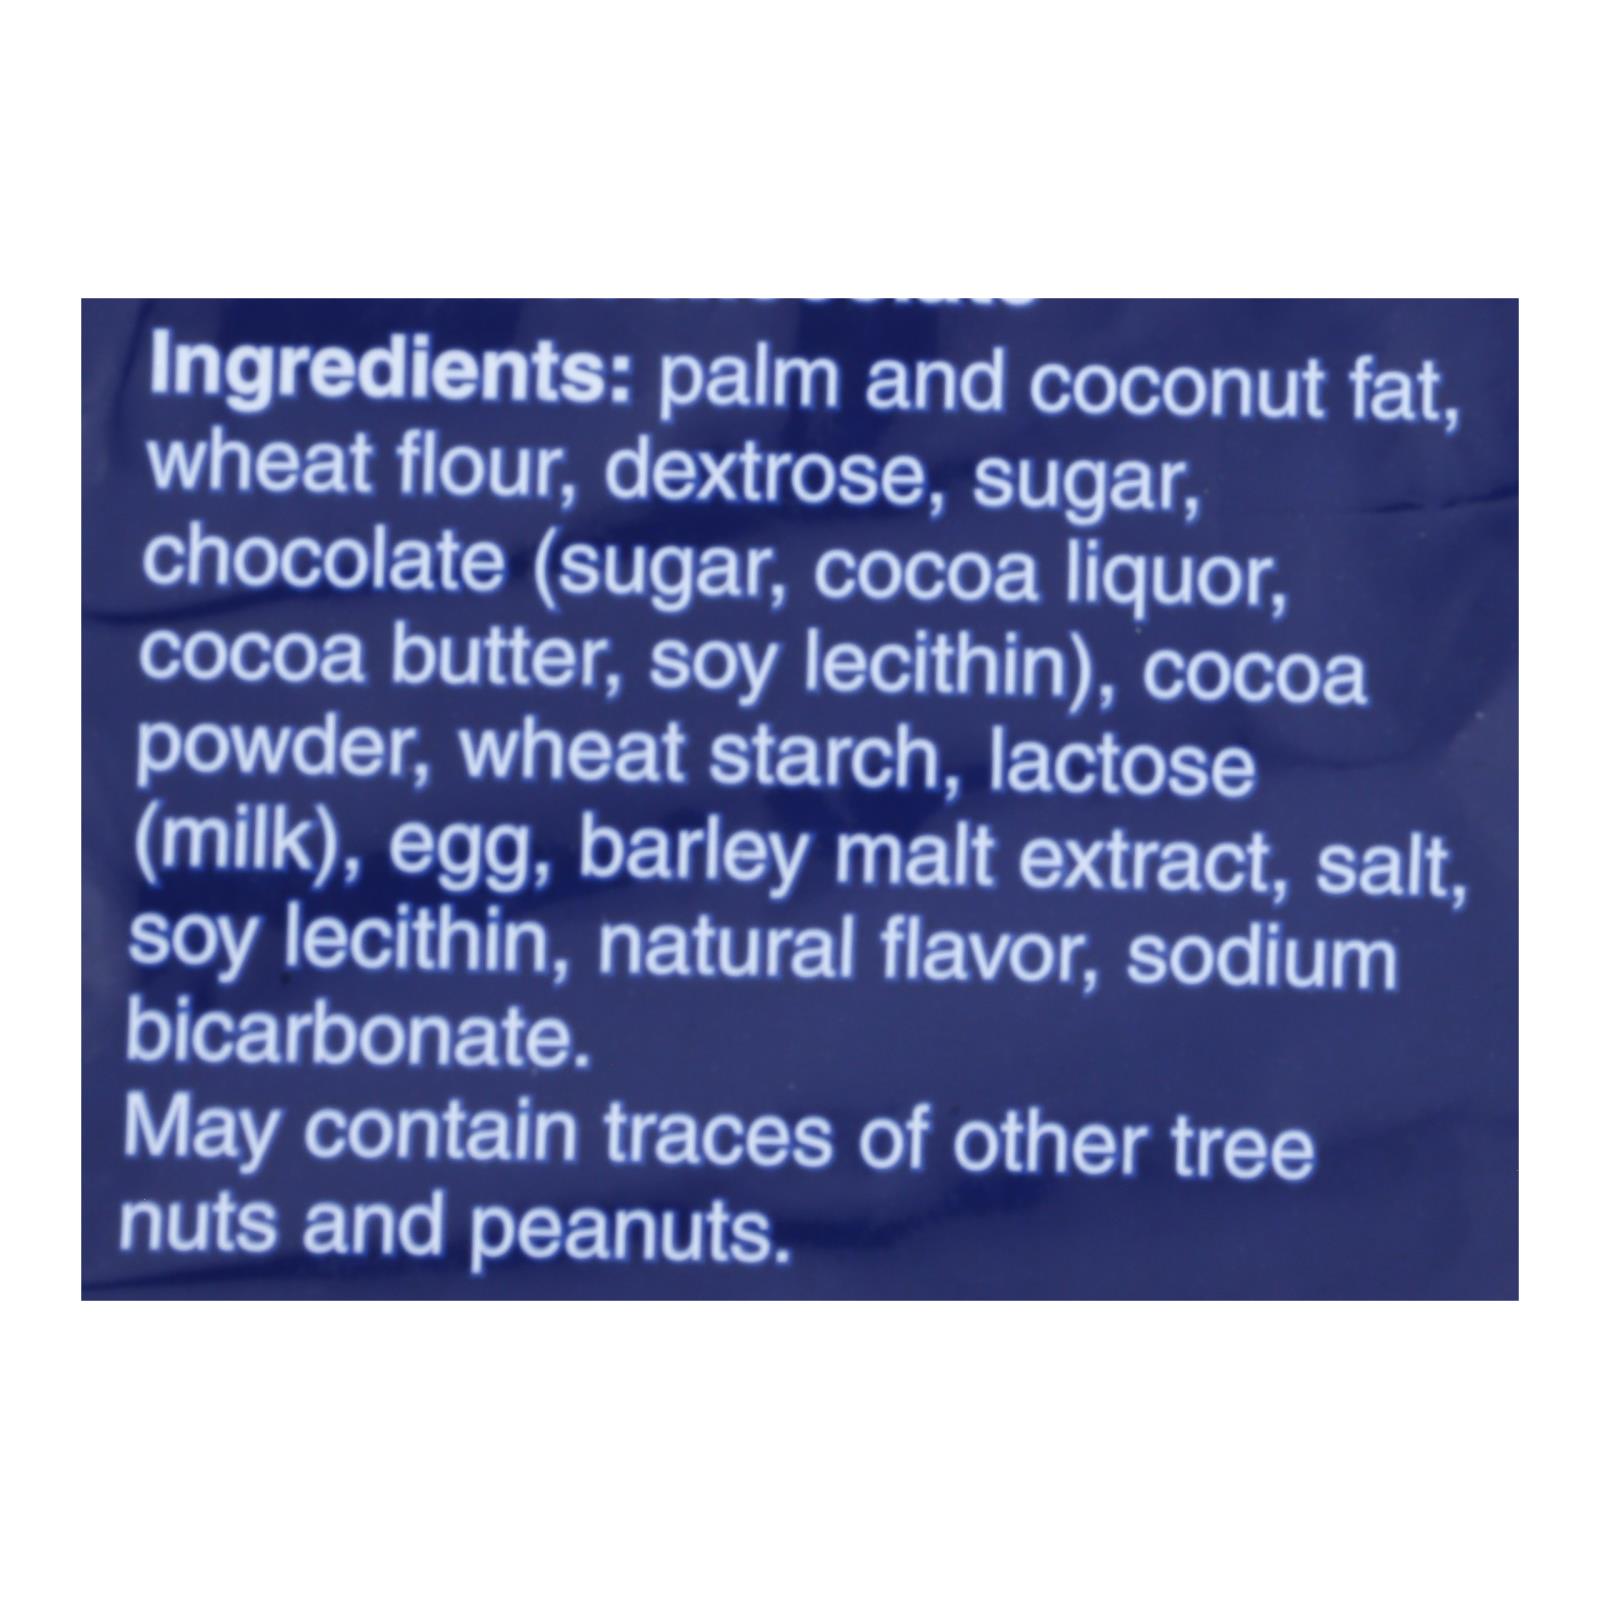 Ingredients: palm and coconut fat,
wheat flour, dextrose, sugar,
chocolate (sugar, cocoa liquor,
cocoa butter, soy lecithin), cocoa
powder, wheat starch, lactose
(milk), egg, barley malt extract, salt,
soy lecithin, natural flavor, sodium
bicarbonate.
May contain traces of other tree
nuts and peanuts.